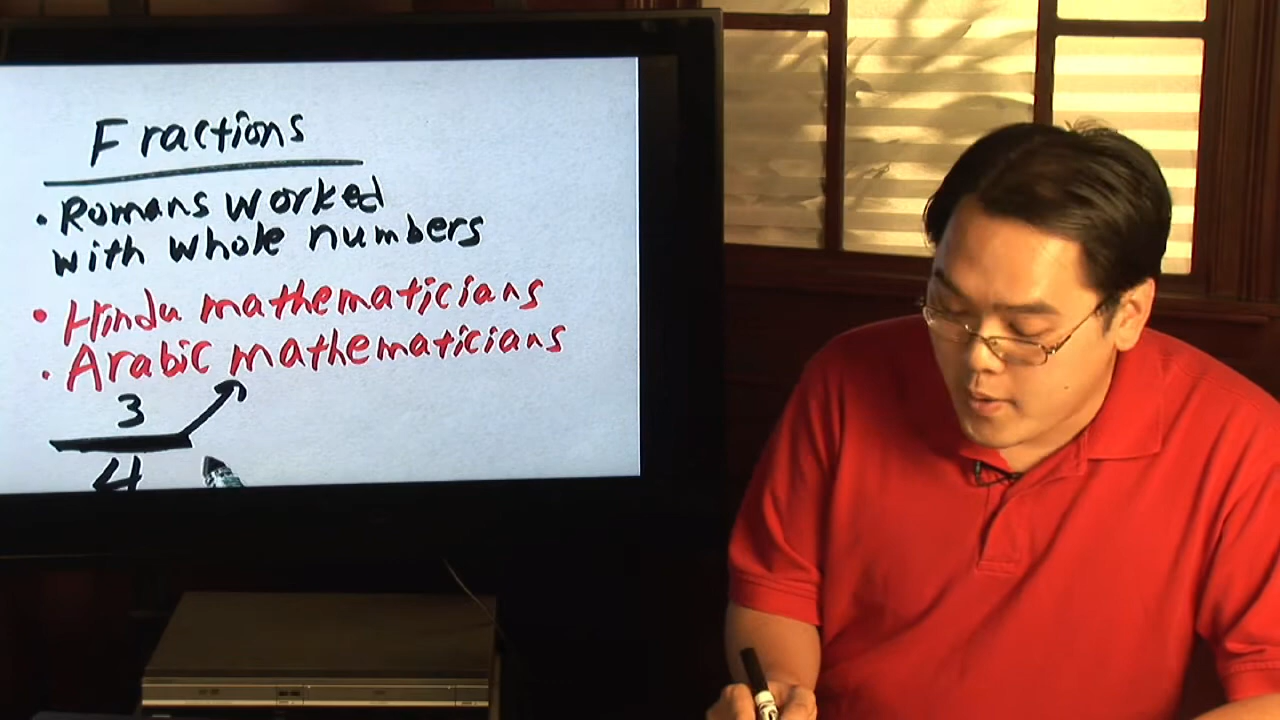 Fractions
• Romans worked
with whole numbers
• Hindu mathematicians
• Arabic mathematicians
3
4